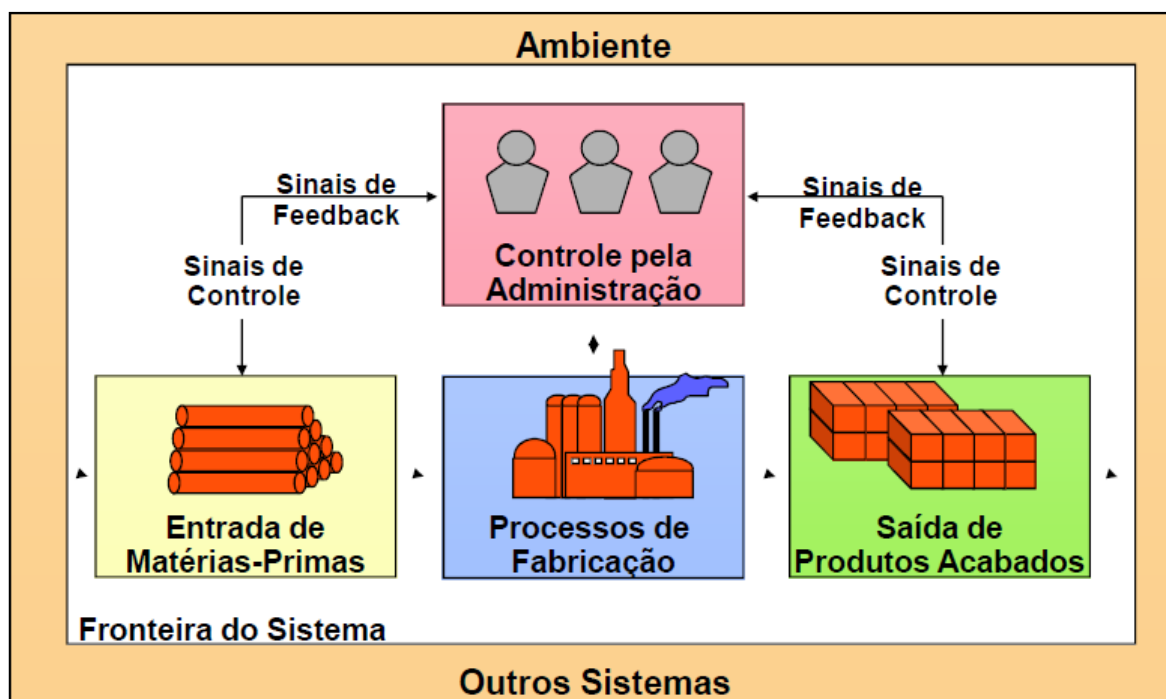 Ambiente
Sinais de
Feedback
Sinais de
Feedback
Controle pela
Administração
Sinais de
Controle
Sinais de
Controle
Entrada de
Matérias-Primas
Processos de
Fabricação
Saída de
Produtos Acabados
Fronteira do Sistema
Outros Sistemas